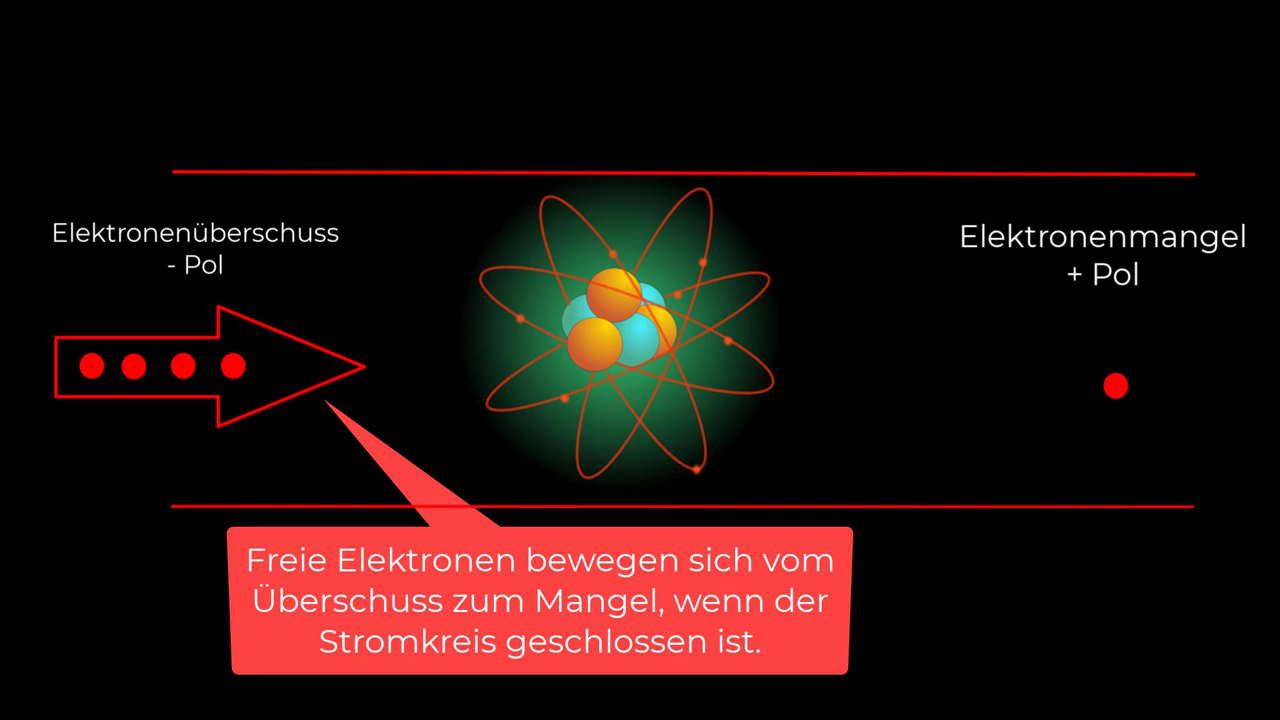 Elektronenüberschuss
- Pol
Elektronenmangel
+ Pol
Freie Elektronen bewegen sich vom
Überschuss zum Mangel, wenn der
Stromkreis geschlossen ist.